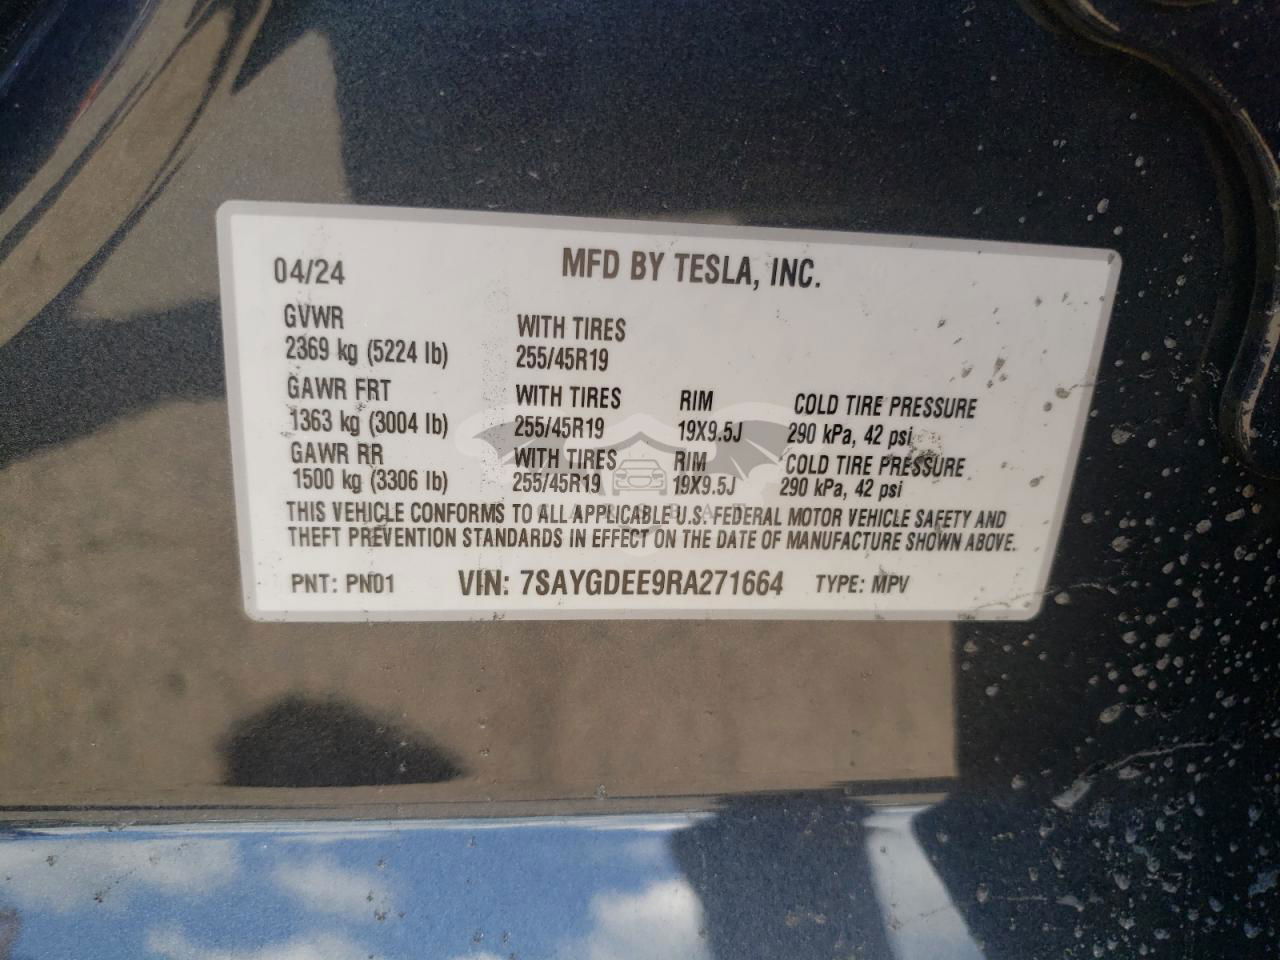 04/24 MFD BY TESLA, INC.
GVWR WITH TIRES
2369 kg (5224 lb) 255/45R19
GAWR FRT WITH TIRES RIM COLD TIRE PRESSURE
1363 kg (3004 lb) 255/45R19 19X9.5J 290 kPa, 42 psi
GAWR RR WITH TIRES RIM COLD TIRE PRESSURE
1500 kg (3306 lb) 255/45R19 19X9.5J 290 kPa, 42 psi
THIS VEHICLE CONFORMS TO ALL APPLICABLE U.S. FEDERAL MOTOR VEHICLE SAFETY AND
THEFT PREVENTION STANDARDS IN EFFECT ON THE DATE OF MANUFACTURE SHOWN ABOVE.
PNT: PN01 VIN: 7SAYGDEE9RA271664 TYPE: MPV